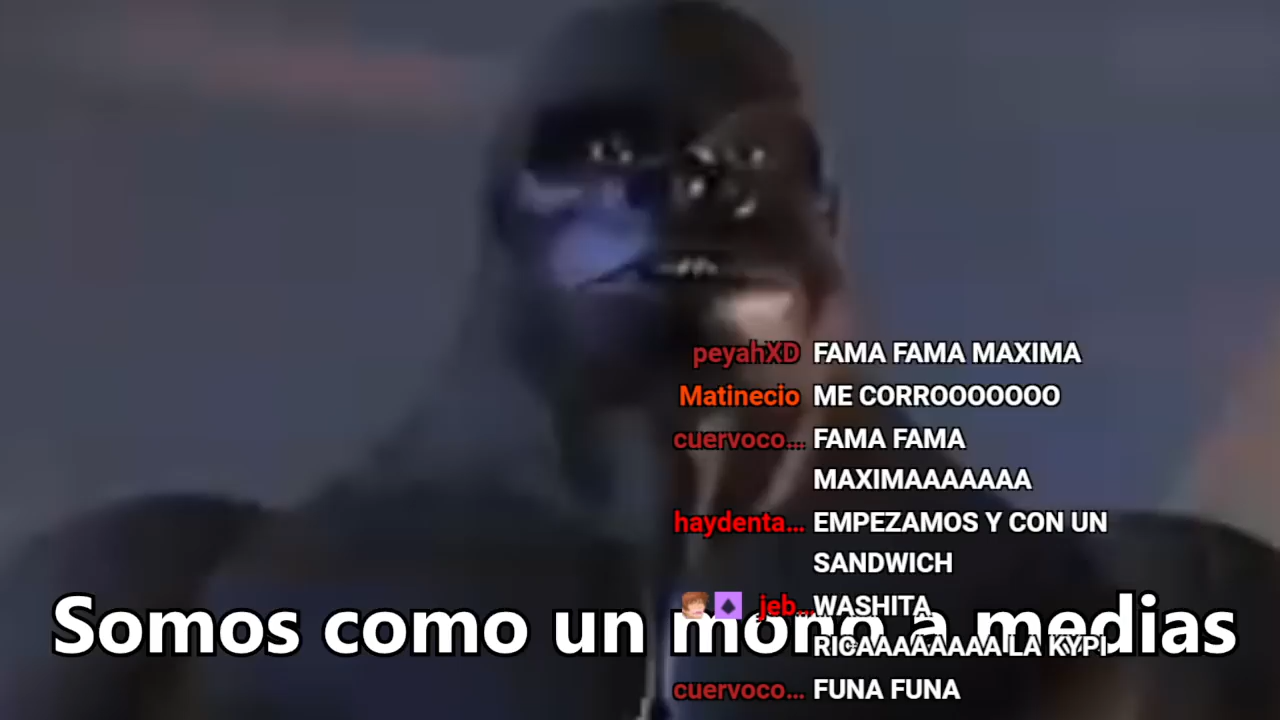 peyahXD FAMA FAMA MAXIMA
Matinecio ME CORROOOOOOO
cuervoco... FAMA FAMA
MAXIMAAAAAAA
haydenta... EMPEZAMOS Y CON UN
SANDWICH
jeb... WASHITA
Somos como un mono a medias
RICAAAAAAAA LA KYPI
cuervoco... FUNA FUNA